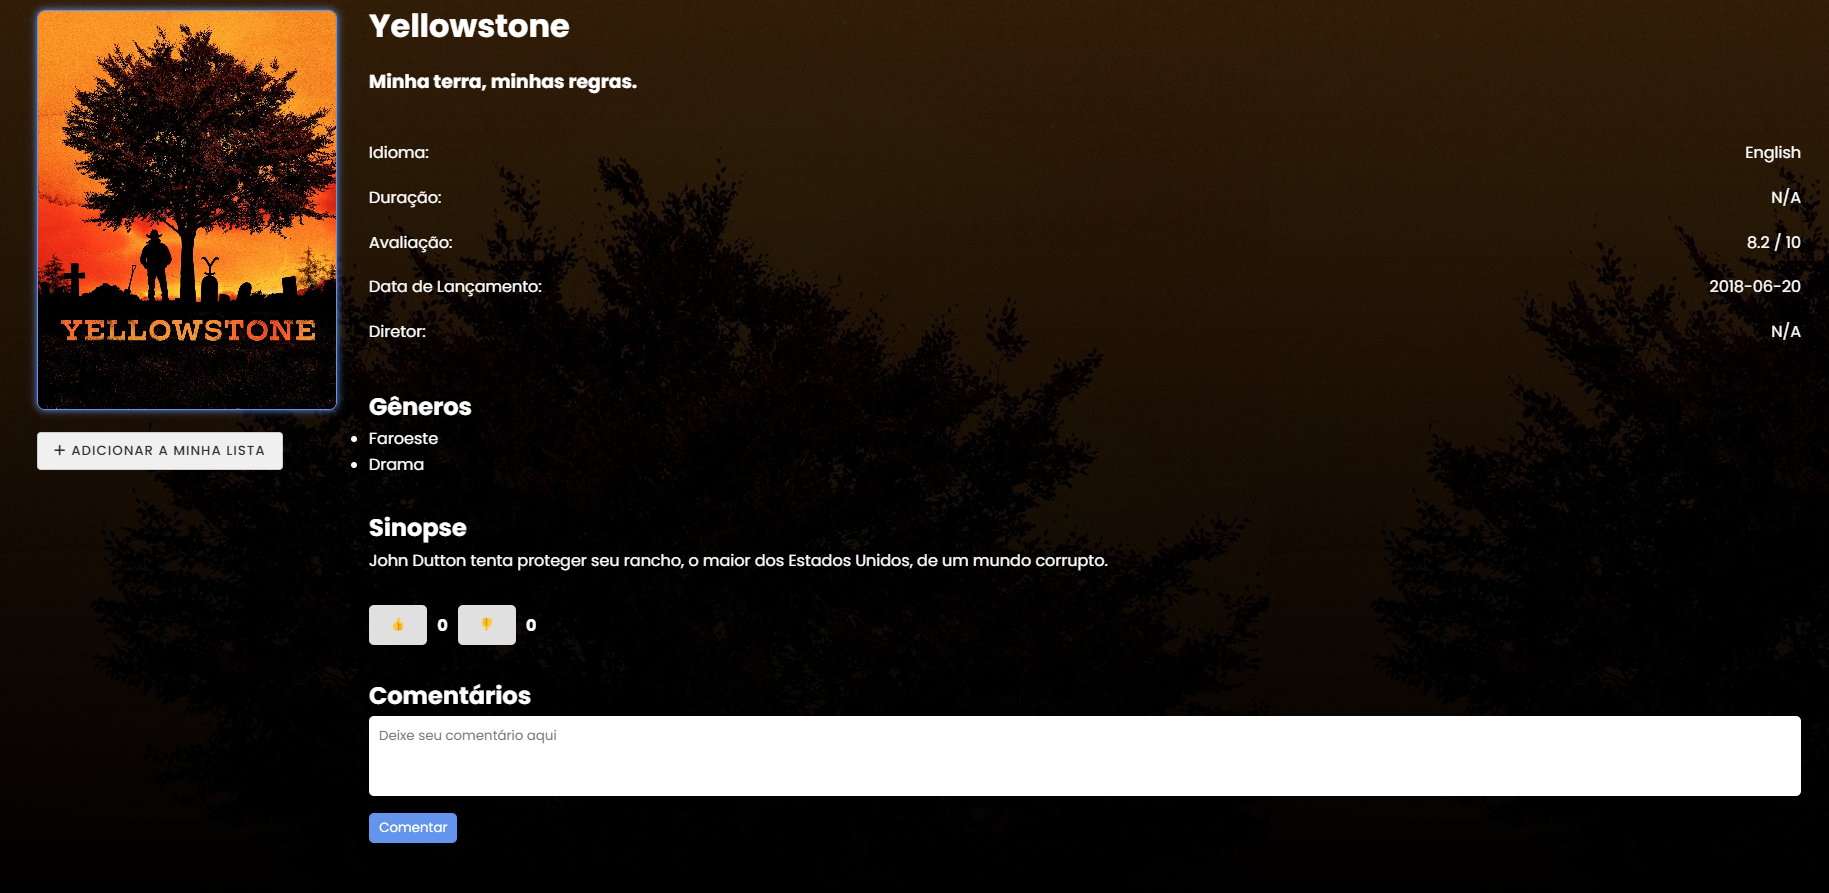 Yellowstone
Minha terra, minhas regras.
Idioma: English
Duração: N/A
Avaliação: 8.2 / 10
Data de Lançamento: 2018-06-20
Diretor: N/A
YELLOWSTONE
+ ADICIONAR A MINHA LISTA
Gêneros
Faroeste
Drama
Sinopse
John Dutton tenta proteger seu rancho, o maior dos Estados Unidos, de um mundo corrupto.
0 0
Comentários
Deixe seu comentário aqui
Comentar